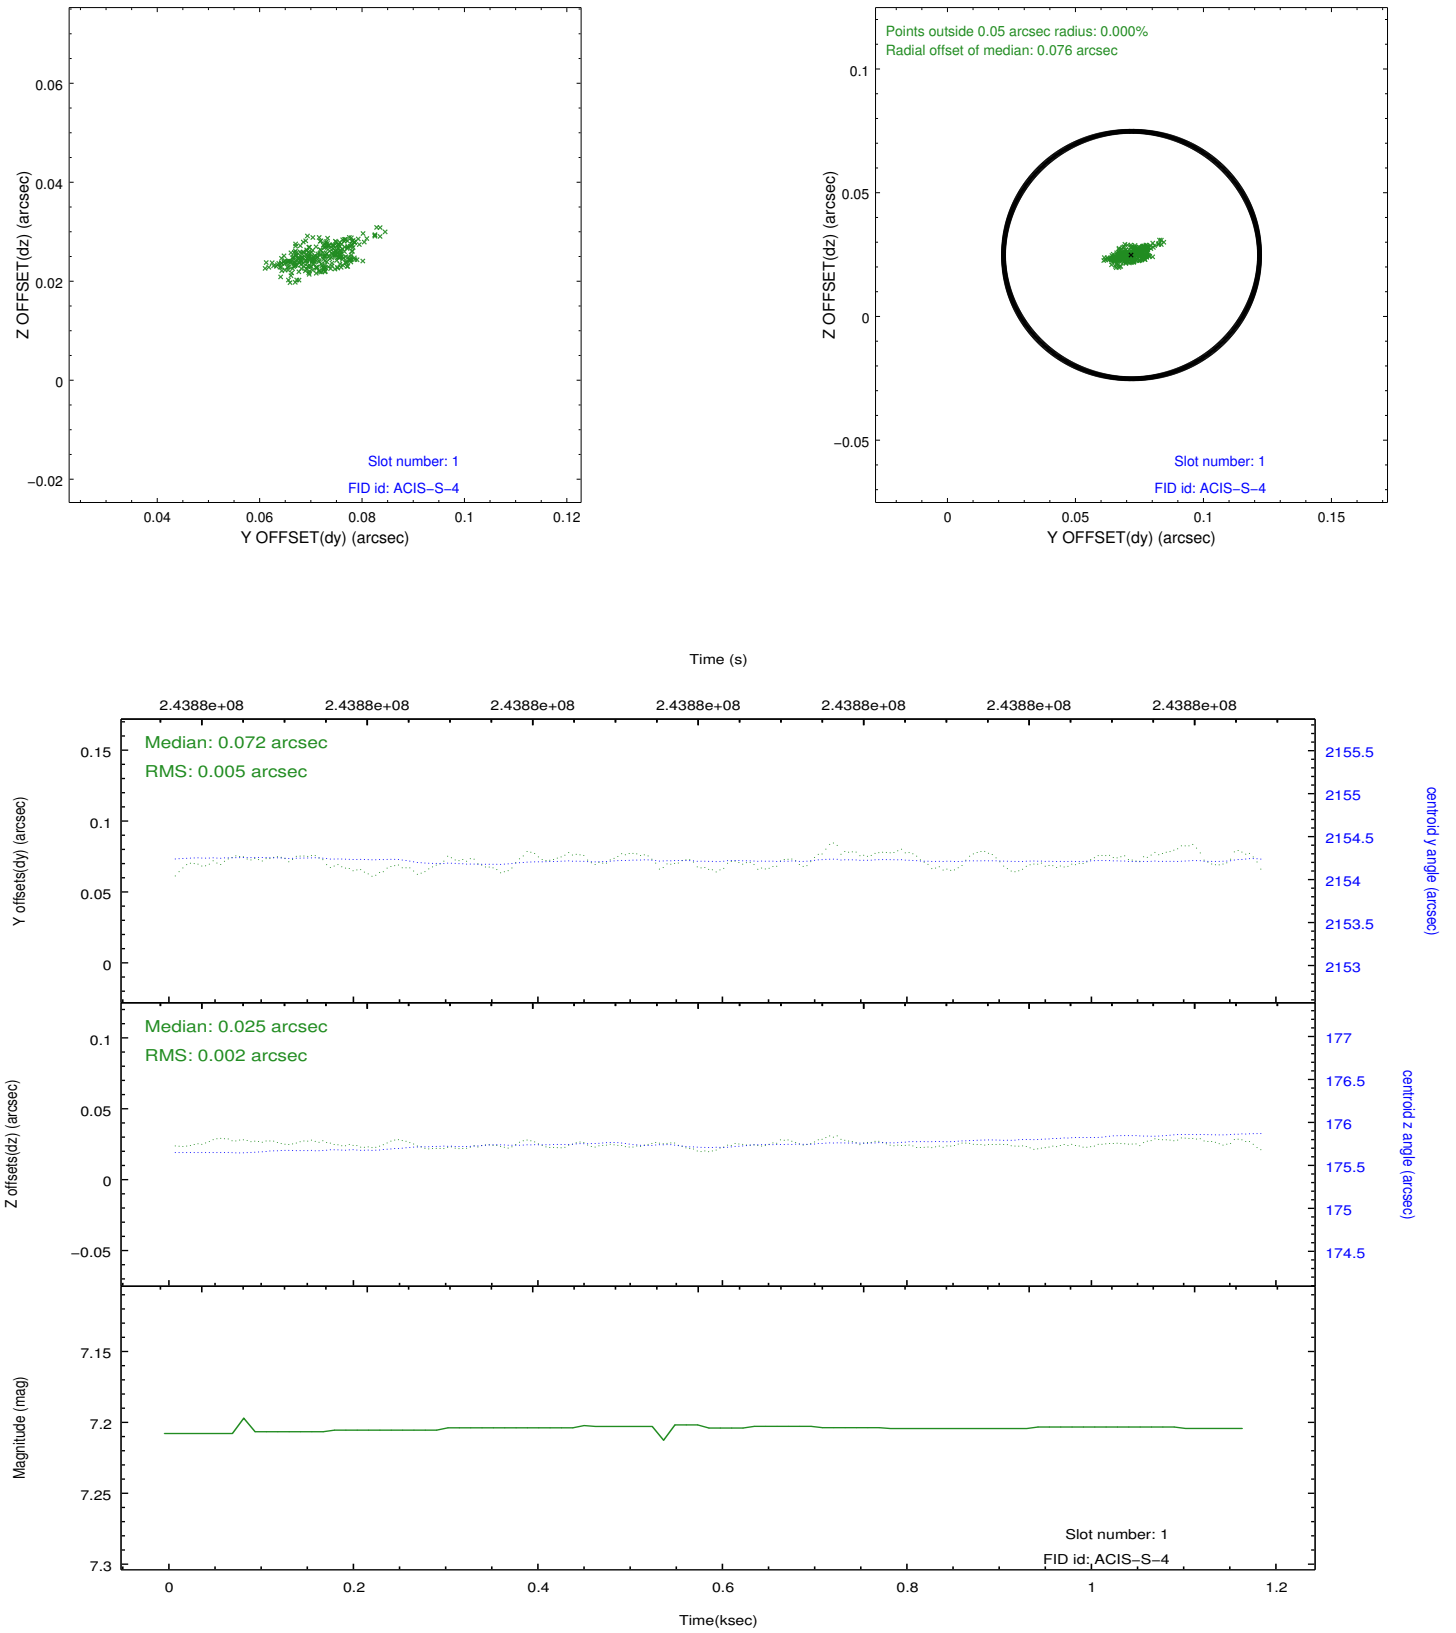 0.06
0.04
0.02
0
−0.02
Z OFFSET(dz) (arcsec)
Slot number: 1
FID id: ACIS−S−4
0.04 0.06 0.08 0.1 0.12
Y OFFSET(dy) (arcsec)
Points outside 0.05 arcsec radius: 0.000%
Radial offset of median: 0.076 arcsec
0.1
0.05
0
−0.05
Z OFFSET(dz) (arcsec)
Slot number: 1
FID id: ACIS−S−4
0 0.05 0.1 0.15
Y OFFSET(dy) (arcsec)
Time (s)
2.4388e+08 2.4388e+08 2.4388e+08 2.4388e+08 2.4388e+08 2.4388e+08 2.4388e+08
Median: 0.072 arcsec
RMS: 0.005 arcsec
0.15
0.1
0.05
0
Y offsets(dy) (arcsec)
2155.5
2155
2154.5
2154
2153.5
2153
centroid y angle (arcsec)
Median: 0.025 arcsec
RMS: 0.002 arcsec
0.1
0.05
0
−0.05
Z offsets(dz) (arcsec)
177
176.5
176
175.5
175
174.5
centroid z angle (arcsec)
7.15
7.2
7.25
7.3
Magnitude (mag)
Slot number: 1
FID id: ACIS−S−4
0 0.2 0.4 0.6 0.8 1 1.2
Time(ksec)